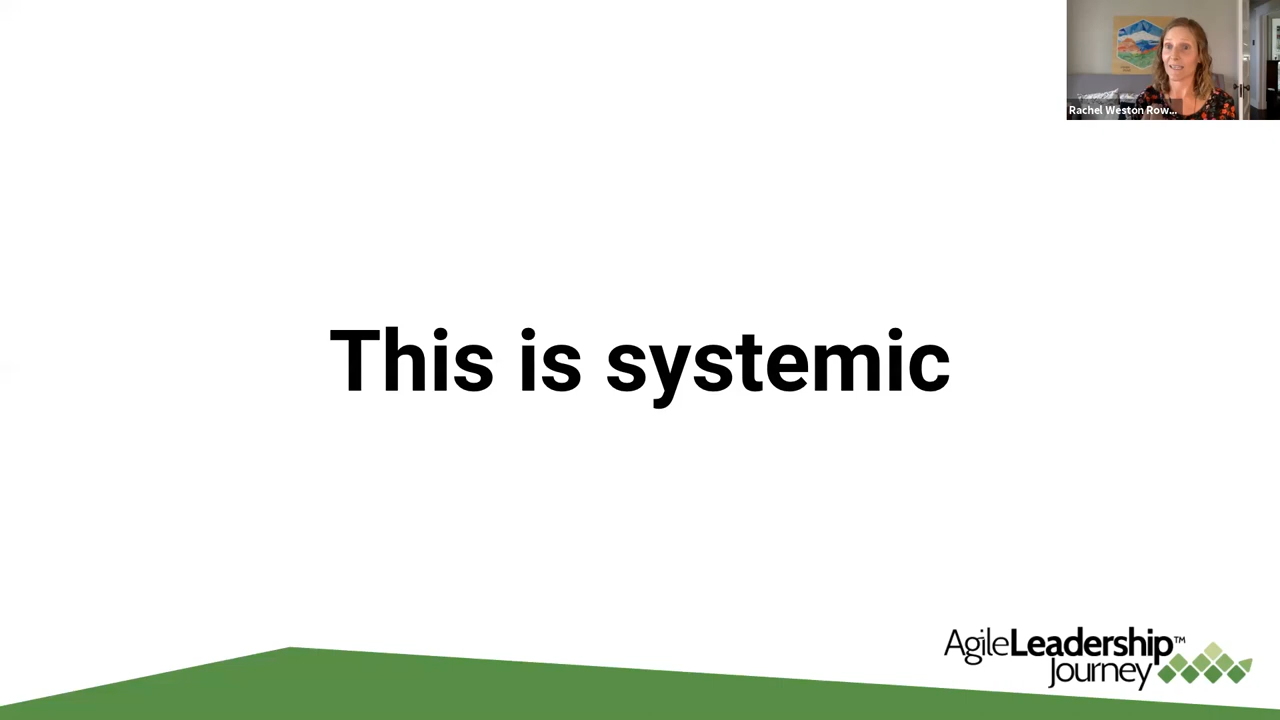 Rachel Weston Row...
This is systemic
AgileLeadership™
Journey